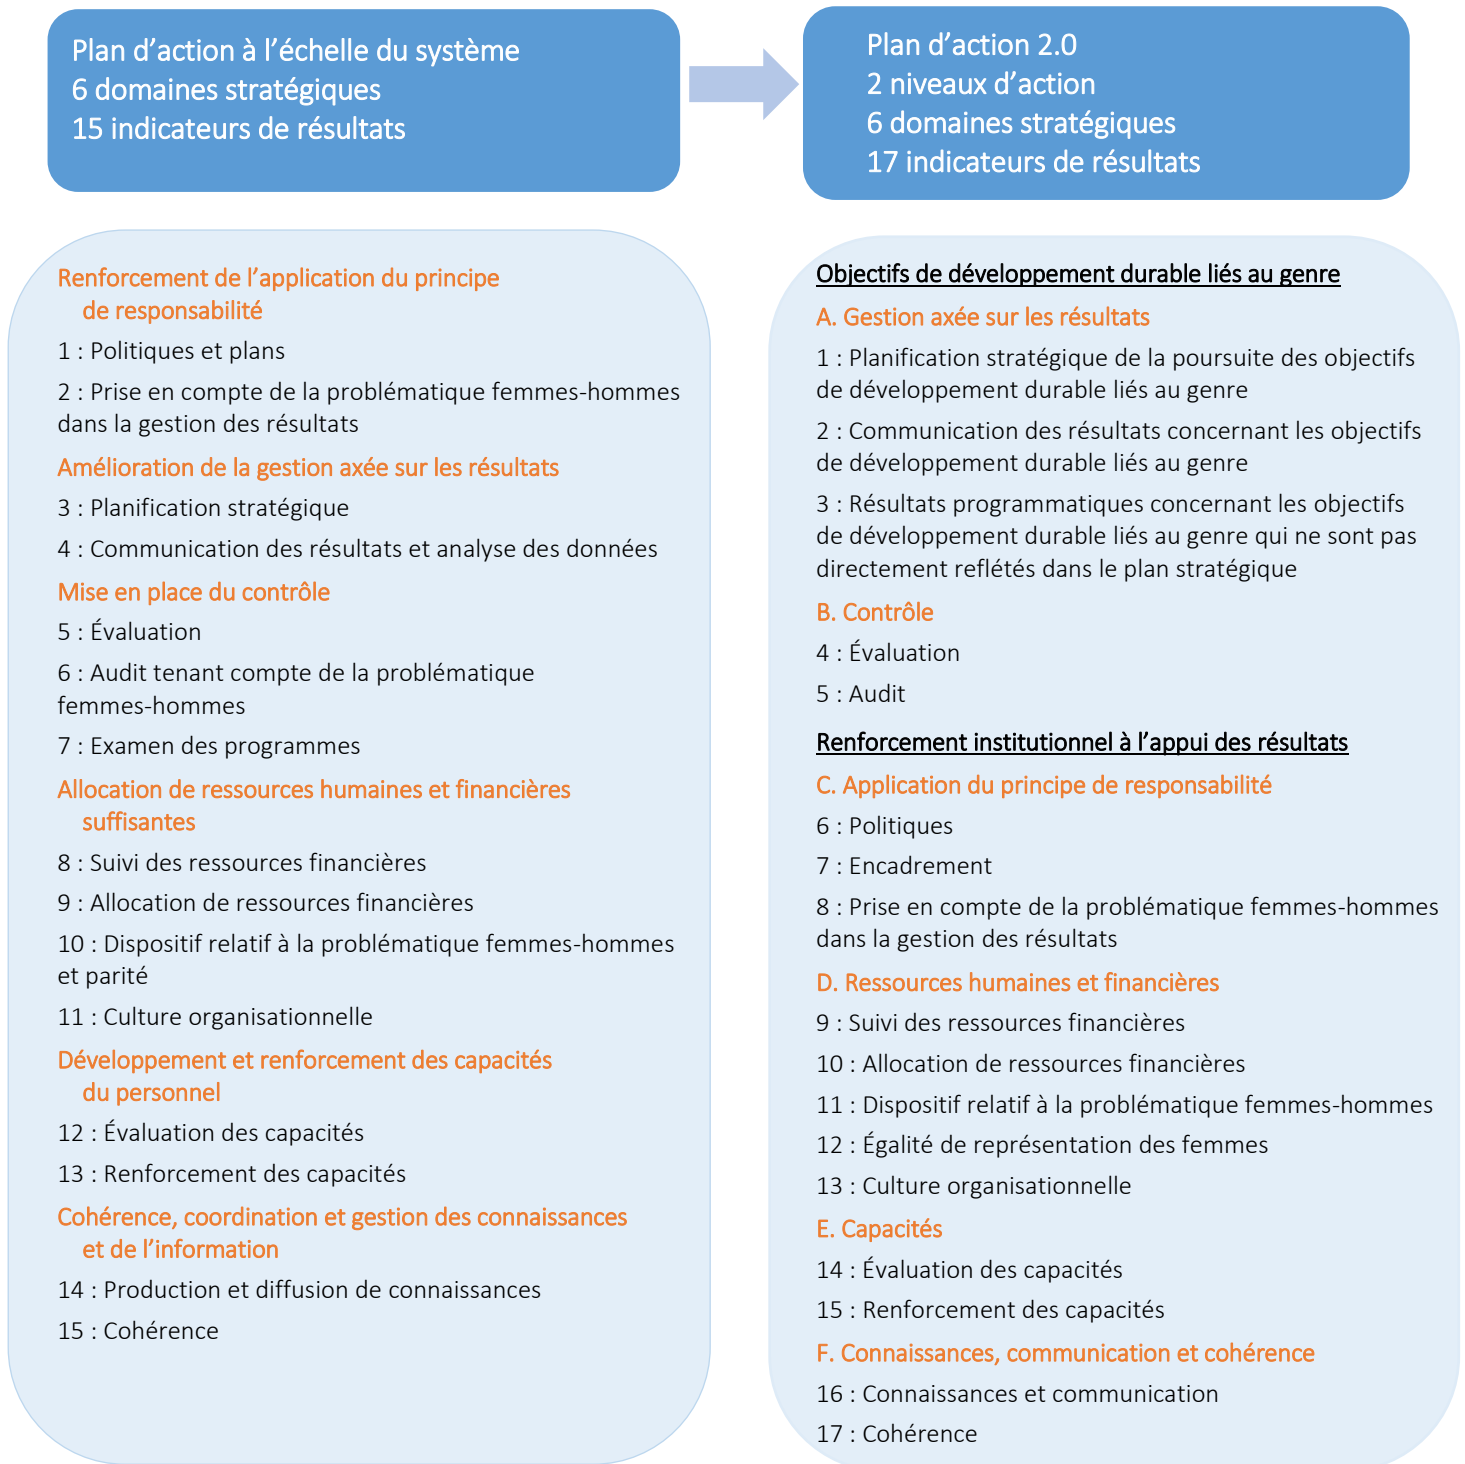 Plan d’action à l’échelle du système
6 domaines stratégiques
15 indicateurs de résultats
Plan d’action 2.0
2 niveaux d’action
6 domaines stratégiques
17 indicateurs de résultats
Renforcement de l’application du principe
de responsabilité
1 : Politiques et plans
2 : Prise en compte de la problématique femmes-hommes
dans la gestion des résultats
Amélioration de la gestion axée sur les résultats
3 : Planification stratégique
4 : Communication des résultats et analyse des données
Mise en place du contrôle
5 : Évaluation
6 : Audit tenant compte de la problématique
femmes-hommes
7 : Examen des programmes
Allocation de ressources humaines et financières
suffisantes
8 : Suivi des ressources financières
9 : Allocation de ressources financières
10 : Dispositif relatif à la problématique femmes-hommes
et parité
11 : Culture organisationnelle
Développement et renforcement des capacités
du personnel
12 : Évaluation des capacités
13 : Renforcement des capacités
Cohérence, coordination et gestion des connaissances
et de l’information
14 : Production et diffusion de connaissances
15 : Cohérence
Objectifs de développement durable liés au genre
A. Gestion axée sur les résultats
1 : Planification stratégique de la poursuite des objectifs
de développement durable liés au genre
2 : Communication des résultats concernant les objectifs
de développement durable liés au genre
3 : Résultats programmatiques concernant les objectifs
de développement durable liés au genre qui ne sont pas
directement reflétés dans le plan stratégique
B. Contrôle
4 : Évaluation
5 : Audit
Renforcement institutionnel à l’appui des résultats
C. Application du principe de responsabilité
6 : Politiques
7 : Encadrement
8 : Prise en compte de la problématique femmes-hommes
dans la gestion des résultats
D. Ressources humaines et financières
9 : Suivi des ressources financières
10 : Allocation de ressources financières
11 : Dispositif relatif à la problématique femmes-hommes
12 : Égalité de représentation des femmes
13 : Culture organisationnelle
E. Capacités
14 : Évaluation des capacités
15 : Renforcement des capacités
F. Connaissances, communication et cohérence
16 : Connaissances et communication
17 : Cohérence